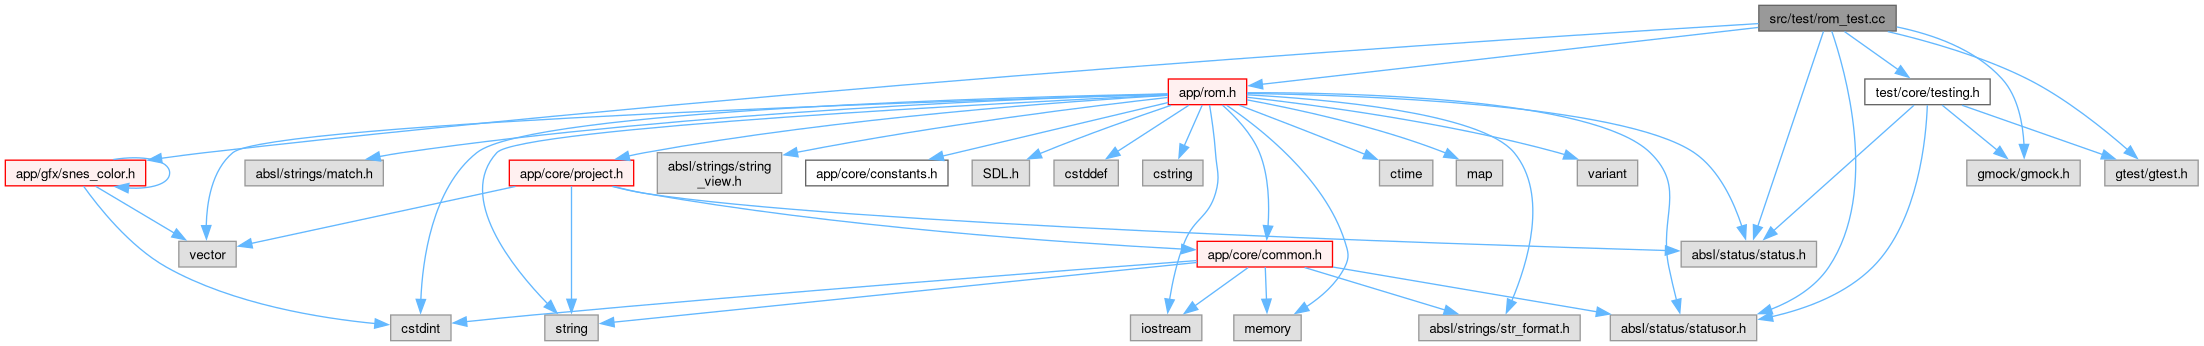 src/test/rom_test.cc
app/rom.h
test/core/testing.h
app/gfx/snes_color.h
absl/strings/match.h
app/core/project.h
absl/strings/string
_view.h
app/core/constants.h
SDL.h
cstddef
cstring
ctime
map
variant
gmock/gmock.h
gtest/gtest.h
vector
app/core/common.h
absl/status/status.h
cstdint
string
iostream
memory
absl/strings/str_format.h
absl/status/statusor.h